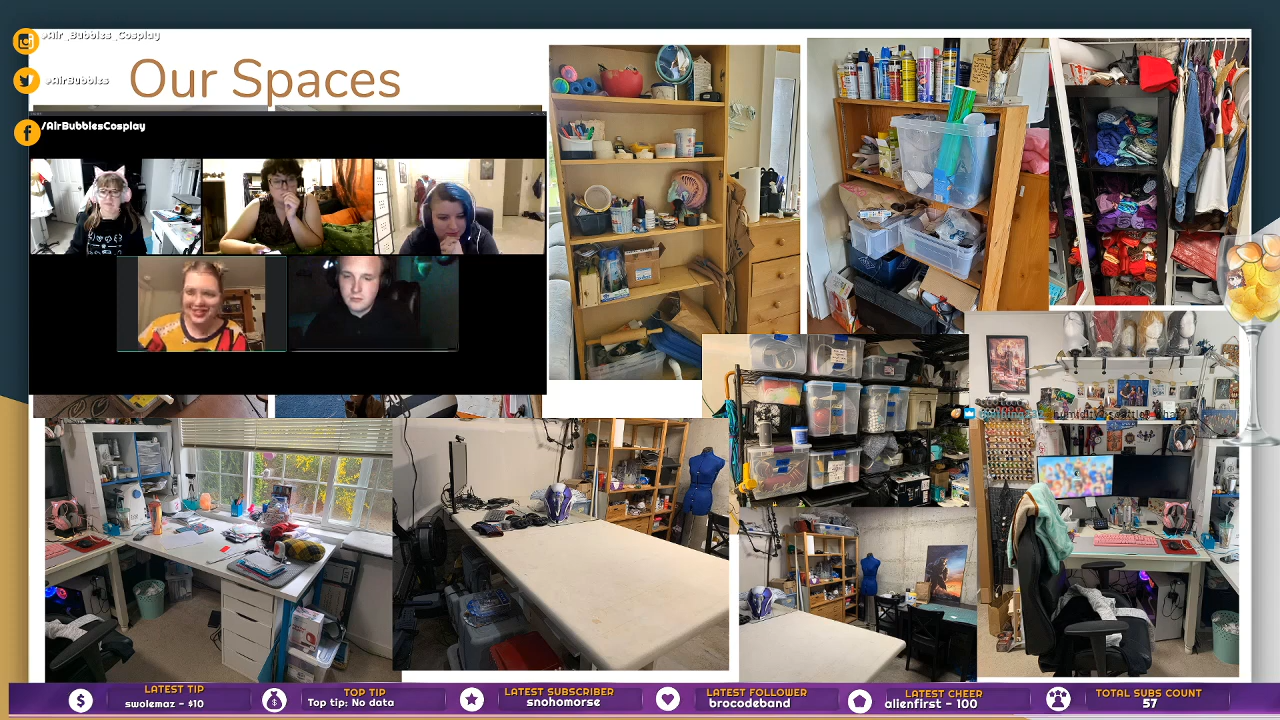 @Air_Bubbles_Cosplay
@AirBubbles
Our Spaces
/AirBubblesCosplay
LATEST TIP
swolemaz - $10
TOP TIP
Top tip: No data
LATEST SUBSCRIBER
snohomorse
LATEST FOLLOWER
brocodeband
LATEST CHEER
alienfirst - 100
TOTAL SUBS COUNT
57